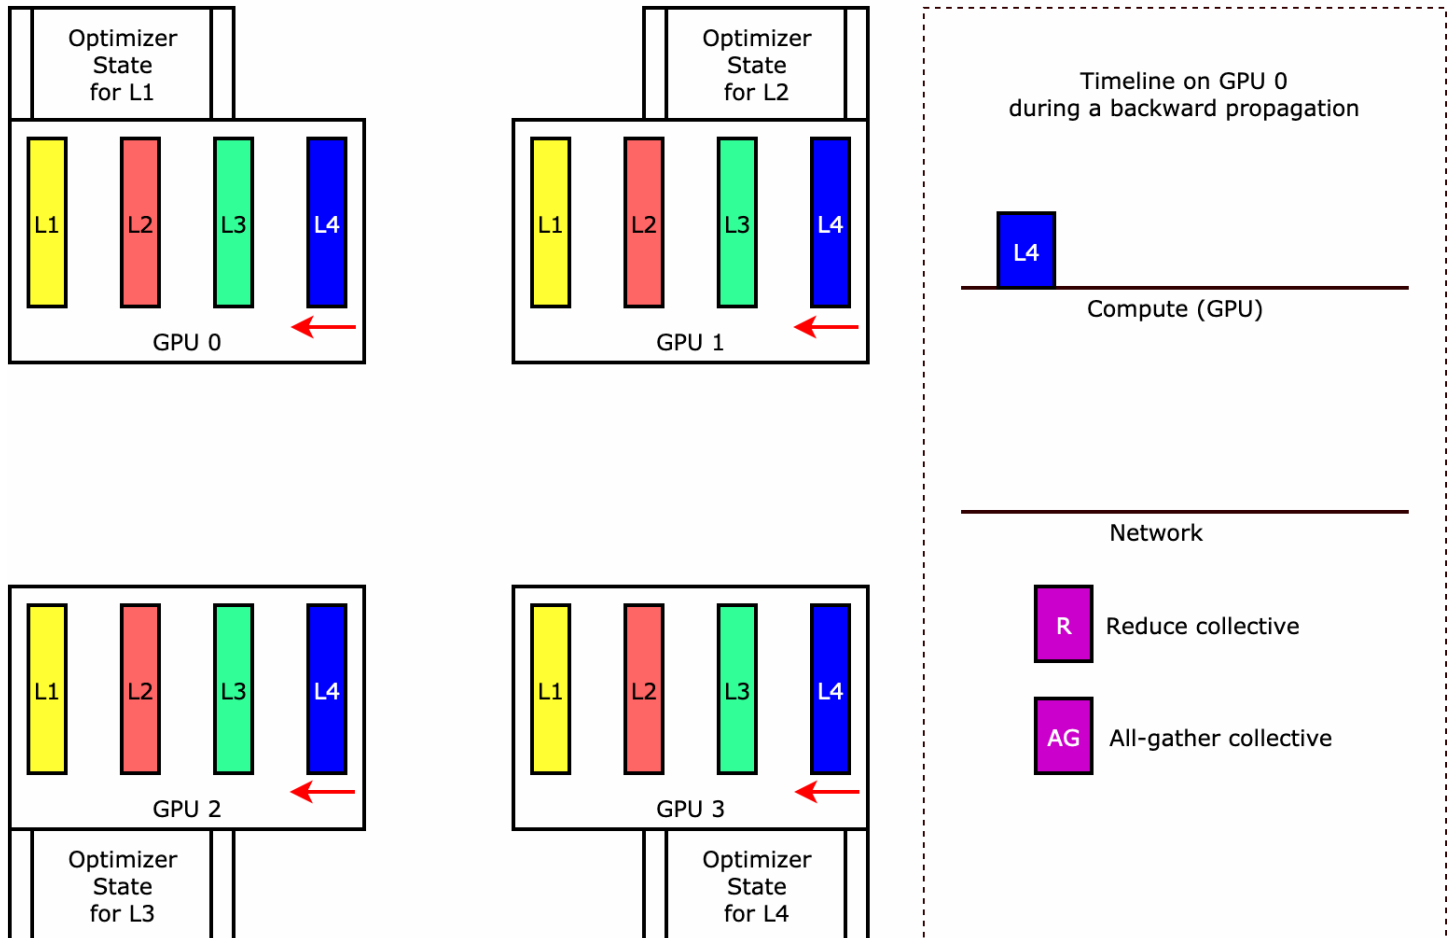 Optimizer
State
for L1
L1
L2
L3
L4
GPU 0
Optimizer
State
for L2
L1
L2
L3
L4
GPU 1
Optimizer
State
for L3
L1
L2
L3
L4
GPU 2
Optimizer
State
for L4
L1
L2
L3
L4
GPU 3
Timeline on GPU 0
during a backward propagation
L4
Compute (GPU)
Network
R
Reduce collective
AG
All-gather collective